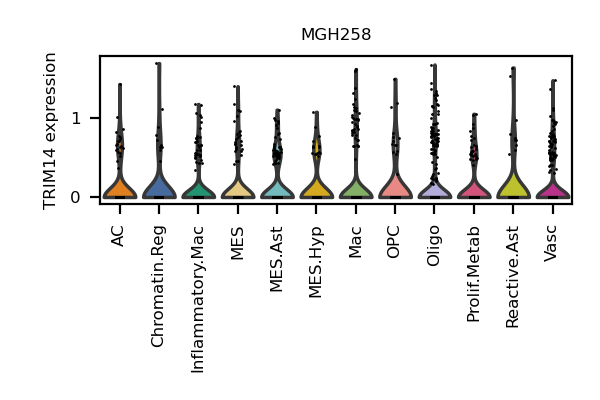 MGH258
TRIM14 expression
1
0
AC
Chromatin.Reg
Inflammatory.Mac
MES
MES.Ast
MES.Hyp
Mac
OPC
Oligo
Prolif.Metab
Reactive.Ast
Vasc